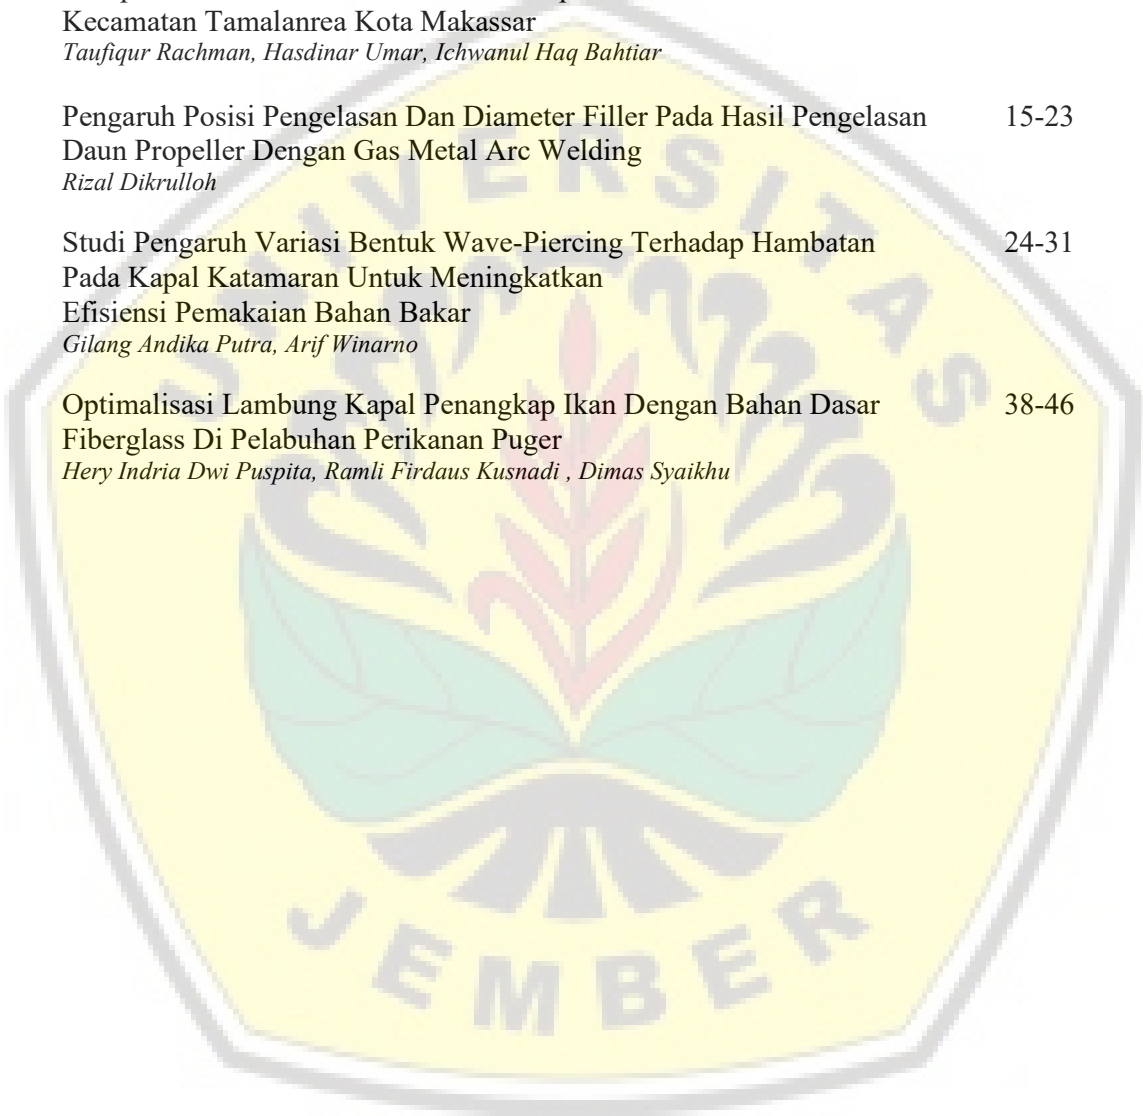 Kecamatan Tamalanrea Kota Makassar
Taufiqur Rachman, Hasdinar Umar, Ichwanul Haq Bahtiar
Pengaruh Posisi Pengelasan Dan Diameter Filler Pada Hasil Pengelasan 15-23
Daun Propeller Dengan Gas Metal Arc Welding
Rizal Dikrulloh
Studi Pengaruh Variasi Bentuk Wave-Piercing Terhadap Hambatan 24-31
Pada Kapal Katamaran Untuk Meningkatkan
Efisiensi Pemakaian Bahan Bakar
Gilang Andika Putra, Arif Winarno
Optimalisasi Lambung Kapal Penangkap Ikan Dengan Bahan Dasar 38-46
Fiberglass Di Pelabuhan Perikanan Puger
Hery Indria Dwi Puspita, Ramli Firdaus Kusnadi , Dimas Syaikhu
UNIVERSITAS
JEMBER